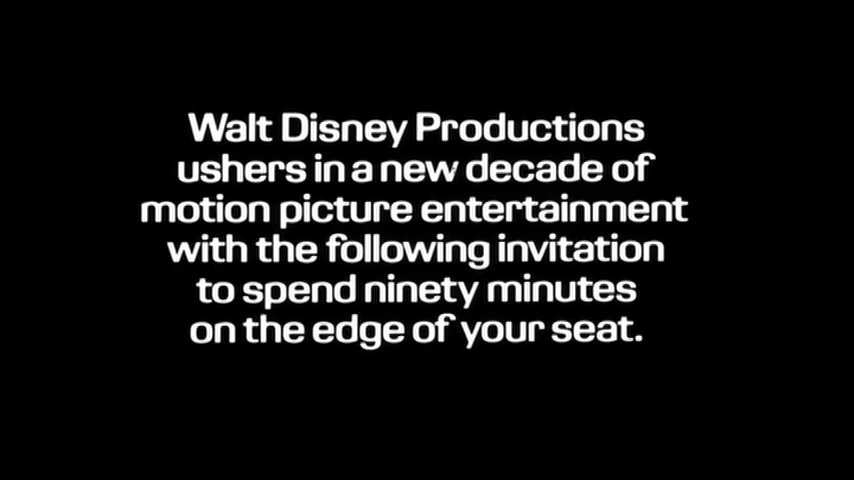 Walt Disney Productions
ushers in a new decade of
motion picture entertainment
with the following invitation
to spend ninety minutes
on the edge of your seat.